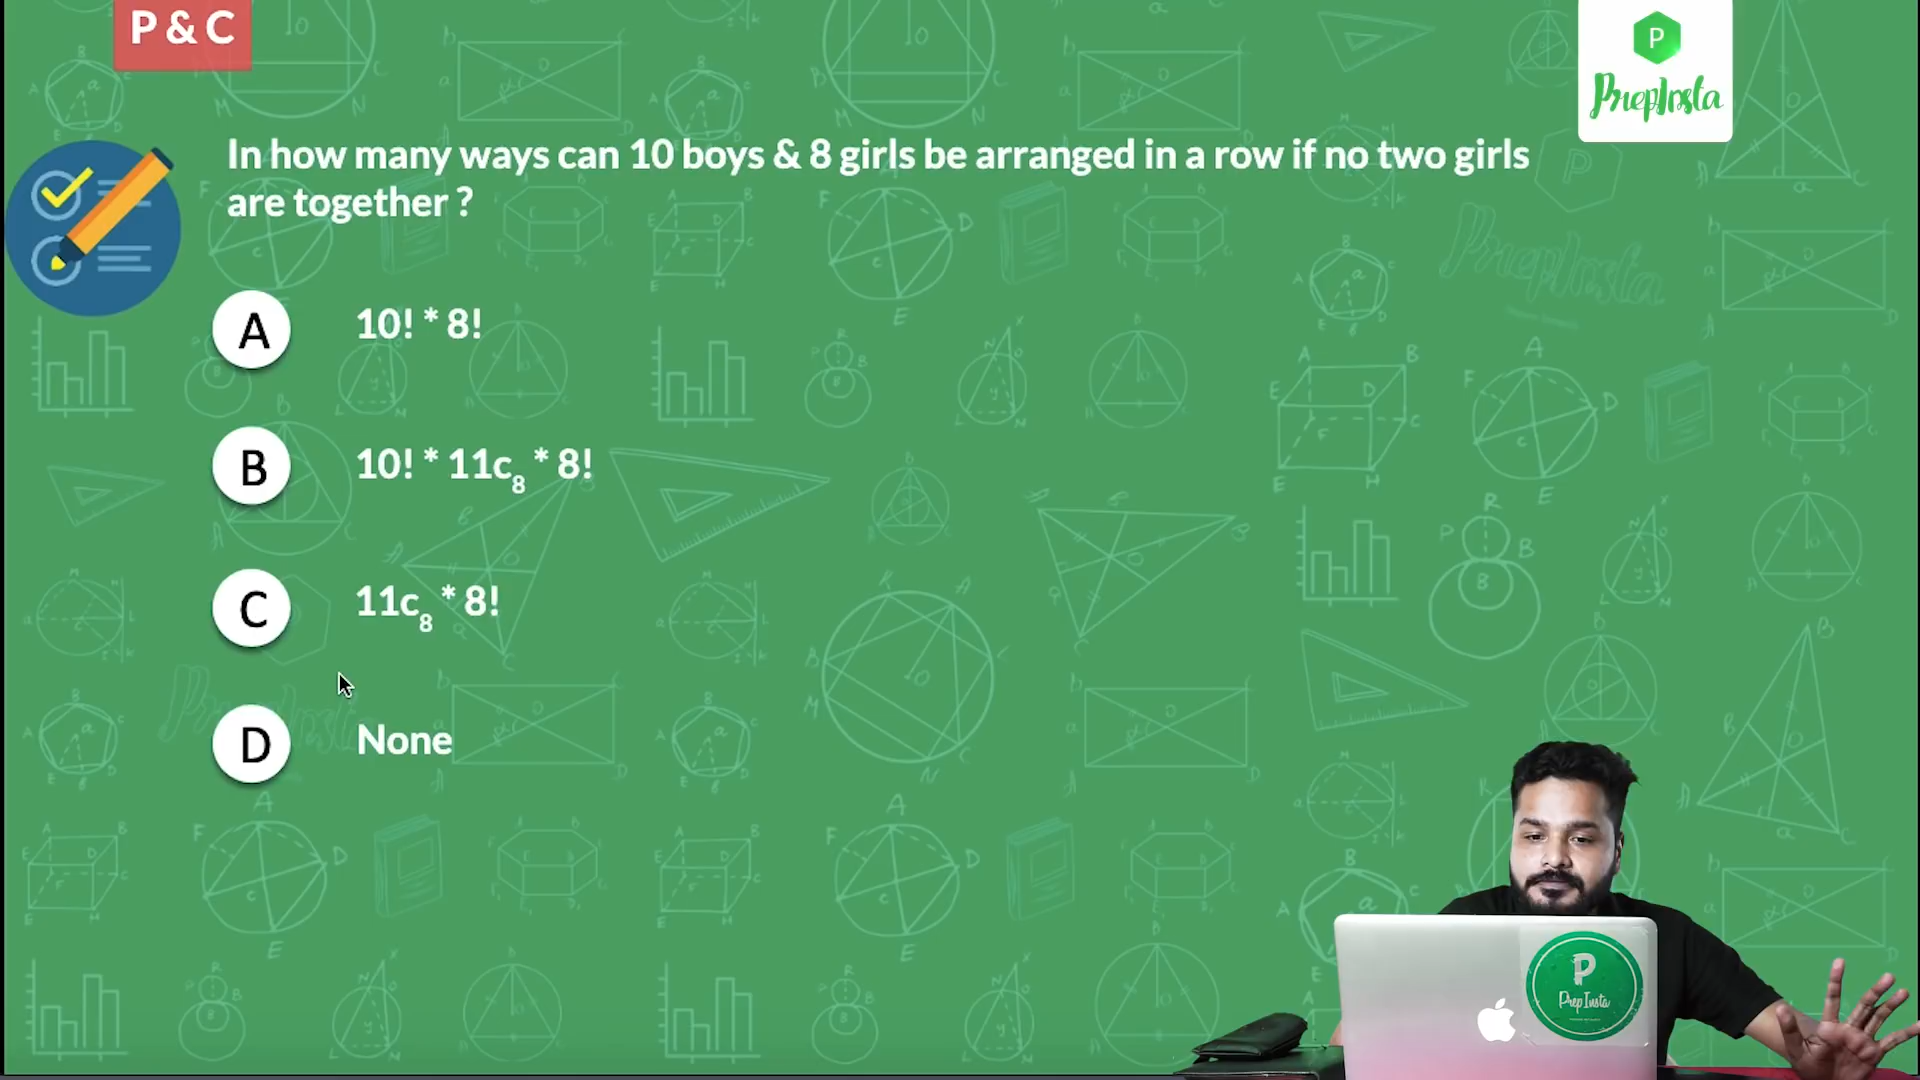 P & C
P
PrepInsta
In how many ways can 10 boys & 8 girls be arranged in a row if no two girls
are together ?
A 10! * 8!
B 10! * 11c₈ * 8!
C 11c₈ * 8!
D None
P
PrepInsta